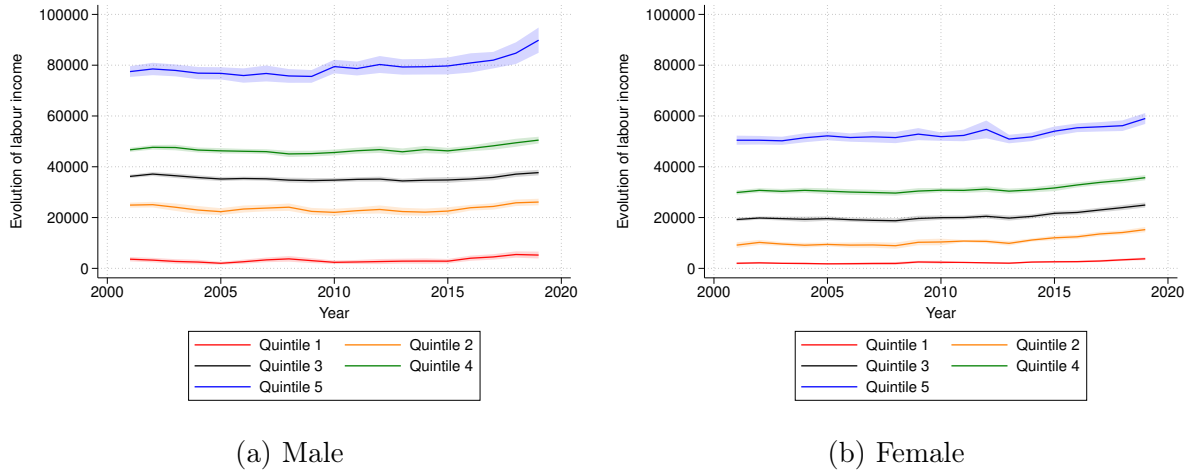 Evolution of labour income
100000
80000
60000
40000
20000
0
2000 2005 2010 2015 2020
Year
Quintile 1 Quintile 2
Quintile 3 Quintile 4
Quintile 5
(a) Male
Evolution of labour income
100000
80000
60000
40000
20000
0
2000 2005 2010 2015 2020
Year
Quintile 1 Quintile 2
Quintile 3 Quintile 4
Quintile 5
(b) Female